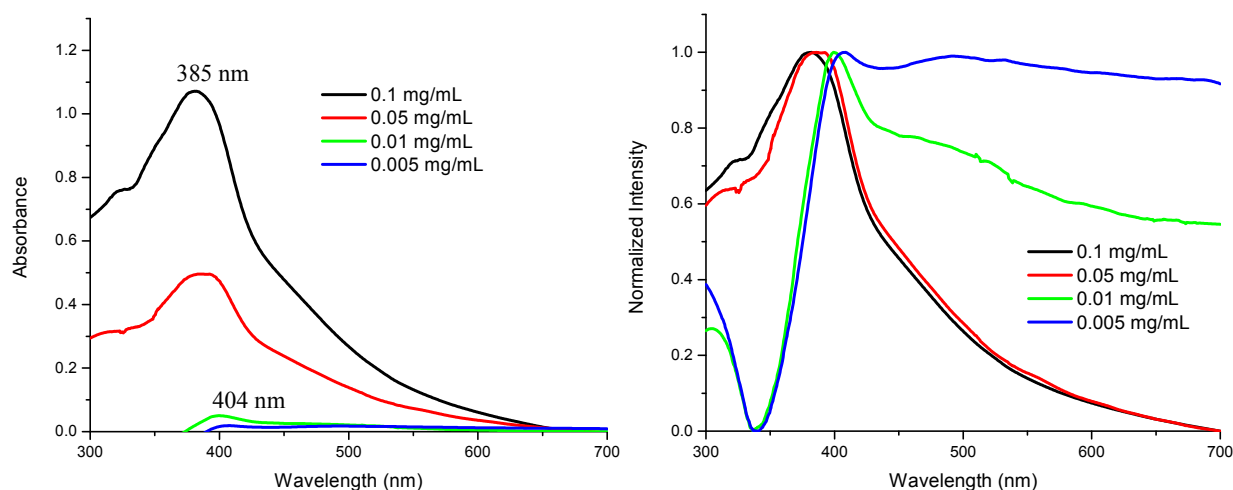 385 nm
404 nm
0.1 mg/mL
0.05 mg/mL
0.01 mg/mL
0.005 mg/mL
Absorbance
1.2
1.0
0.8
0.6
0.4
0.2
0.0
300
400
500
600
700
Wavelength (nm)
Normalized Intensity
1.0
0.8
0.6
0.4
0.2
0.0
0.1 mg/mL
0.05 mg/mL
0.01 mg/mL
0.005 mg/mL
300
400
500
600
700
Wavelength (nm)